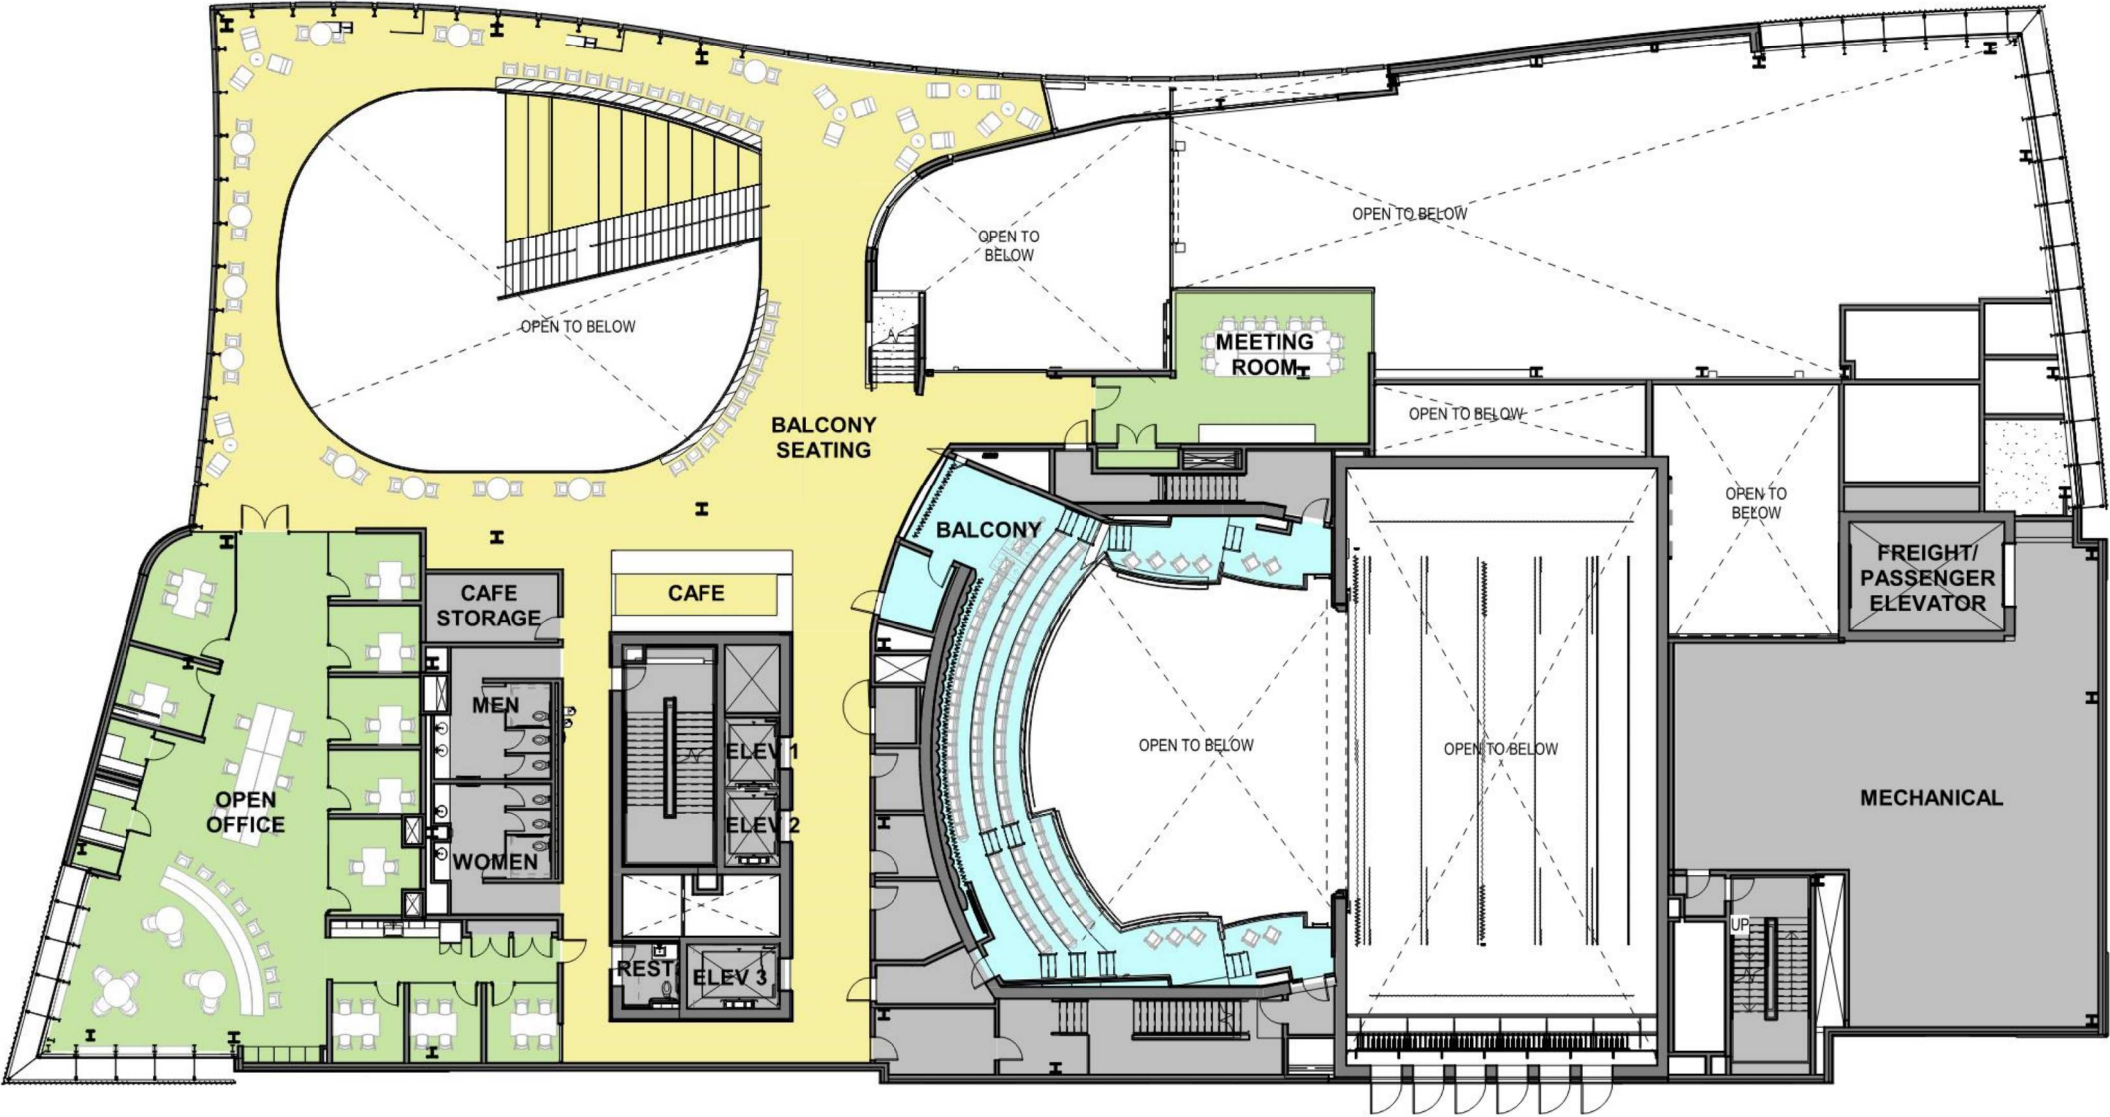 OPEN TO BELOW
OPEN TO
BELOW
OPEN TO BELOW
MEETING
ROOM
BALCONY
SEATING
OPEN TO BELOW
OPEN TO
BELOW
BALCONY
FREIGHT/
PASSENGER
ELEVATOR
CAFE
STORAGE
CAFE
MEN
ELEV 1
OPEN TO BELOW
OPEN TO BELOW
OPEN
OFFICE
ELEV 2
MECHANICAL
WOMEN
UP
REST
ELEV 3